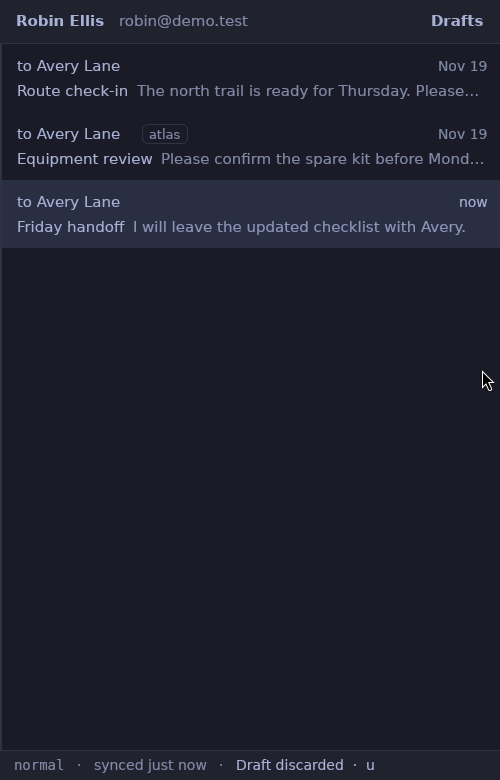 Robin Ellis robin@demo.test Drafts
to Avery Lane Nov 19
Route check-in The north trail is ready for Thursday. Please…
to Avery Lane atlas Nov 19
Equipment review Please confirm the spare kit before Mond…
to Avery Lane now
Friday handoff I will leave the updated checklist with Avery.
normal · synced just now · Draft discarded · u